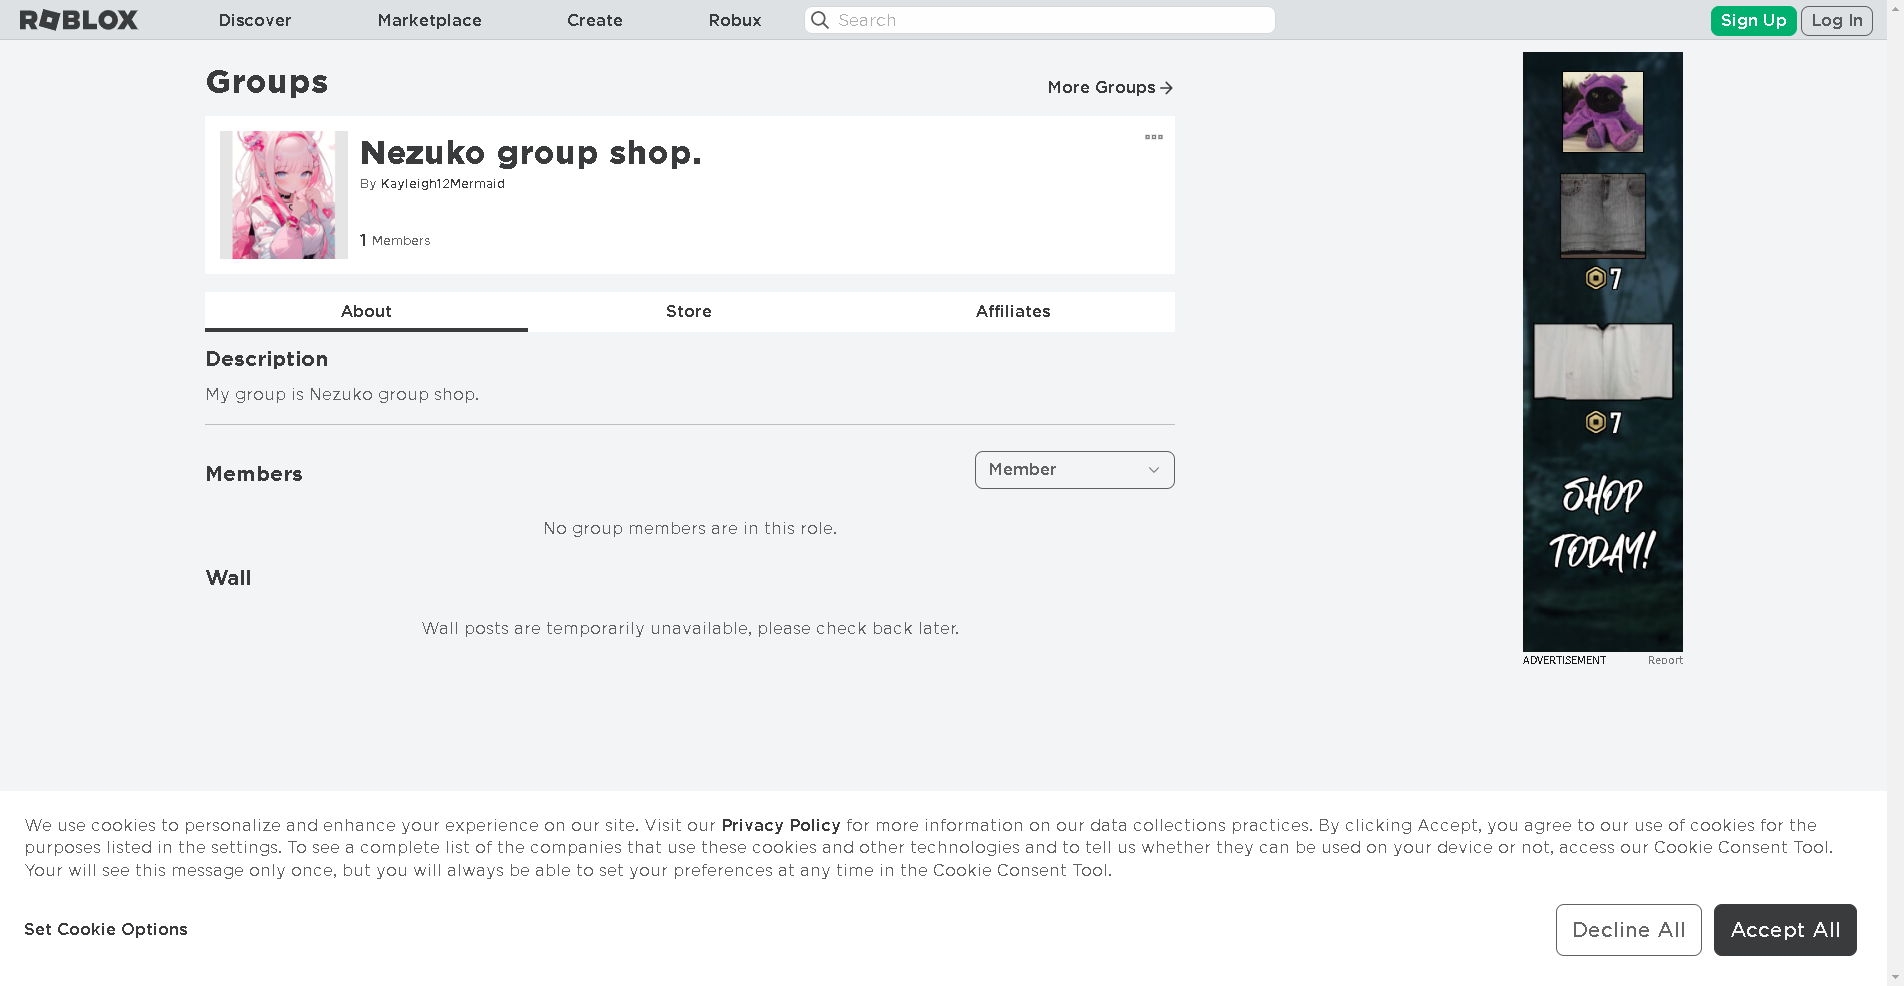 ROBLOX
Discover
Marketplace
Create
Robux
Search
Sign Up
Log In
Groups
More Groups
Nezuko group shop.
By Kayleigh12Mermaid
1 Members
About
Store
Affiliates
Description
My group is Nezuko group shop.
Members
Member
No group members are in this role.
Wall
Wall posts are temporarily unavailable, please check back later.
7
7
SHOP
TODAY!
ADVERTISEMENT
Report
We use cookies to personalize and enhance your experience on our site. Visit our Privacy Policy for more information on our data collections practices. By clicking Accept, you agree to our use of cookies for the
purposes listed in the settings. To see a complete list of the companies that use these cookies and other technologies and to tell us whether they can be used on your device or not, access our Cookie Consent Tool.
Your will see this message only once, but you will always be able to set your preferences at any time in the Cookie Consent Tool.
Set Cookie Options
Decline All
Accept All